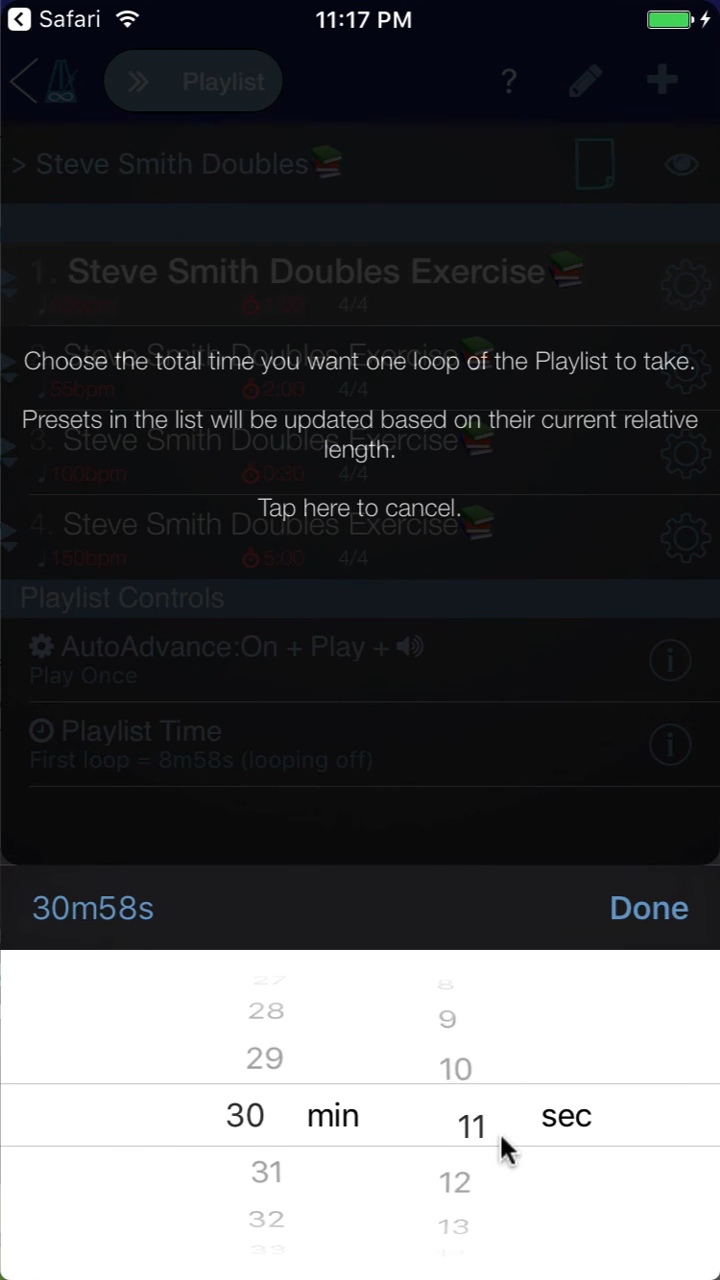 Safari
11:17 PM
Playlist
?
> Steve Smith Doubles
1. Steve Smith Doubles Exercise
4/4
Choose the total time you want one loop of the Playlist to take.
Steve Smith Doubles Exercise
55bpm 2:00 4/4
Presets in the list will be updated based on their current relative
length.
3. Steve Smith Doubles Exercise
100bpm 0:30 4/4
Tap here to cancel.
4. Steve Smith Doubles Exercise
150bpm 5:00 4/4
Playlist Controls
AutoAdvance:On + Play +
Play Once
Playlist Time
First loop = 8m58s (looping off)
30m58s Done
27 8
28 9
29 10
30 min 11 sec
31 12
32 13
33